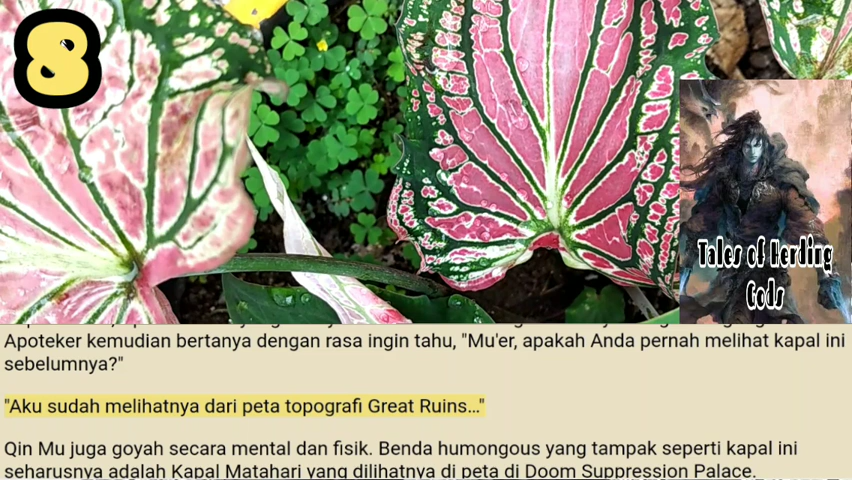 8
Tales of Herding
Gods
Apoteker kemudian bertanya dengan rasa ingin tahu, "Mu'er, apakah Anda pernah melihat kapal ini
sebelumnya?"
"Aku sudah melihatnya dari peta topografi Great Ruins…"
Qin Mu juga goyah secara mental dan fisik. Benda humongous yang tampak seperti kapal ini
seharusnya adalah Kapal Matahari yang dilihatnya di peta di Doom Suppression Palace.